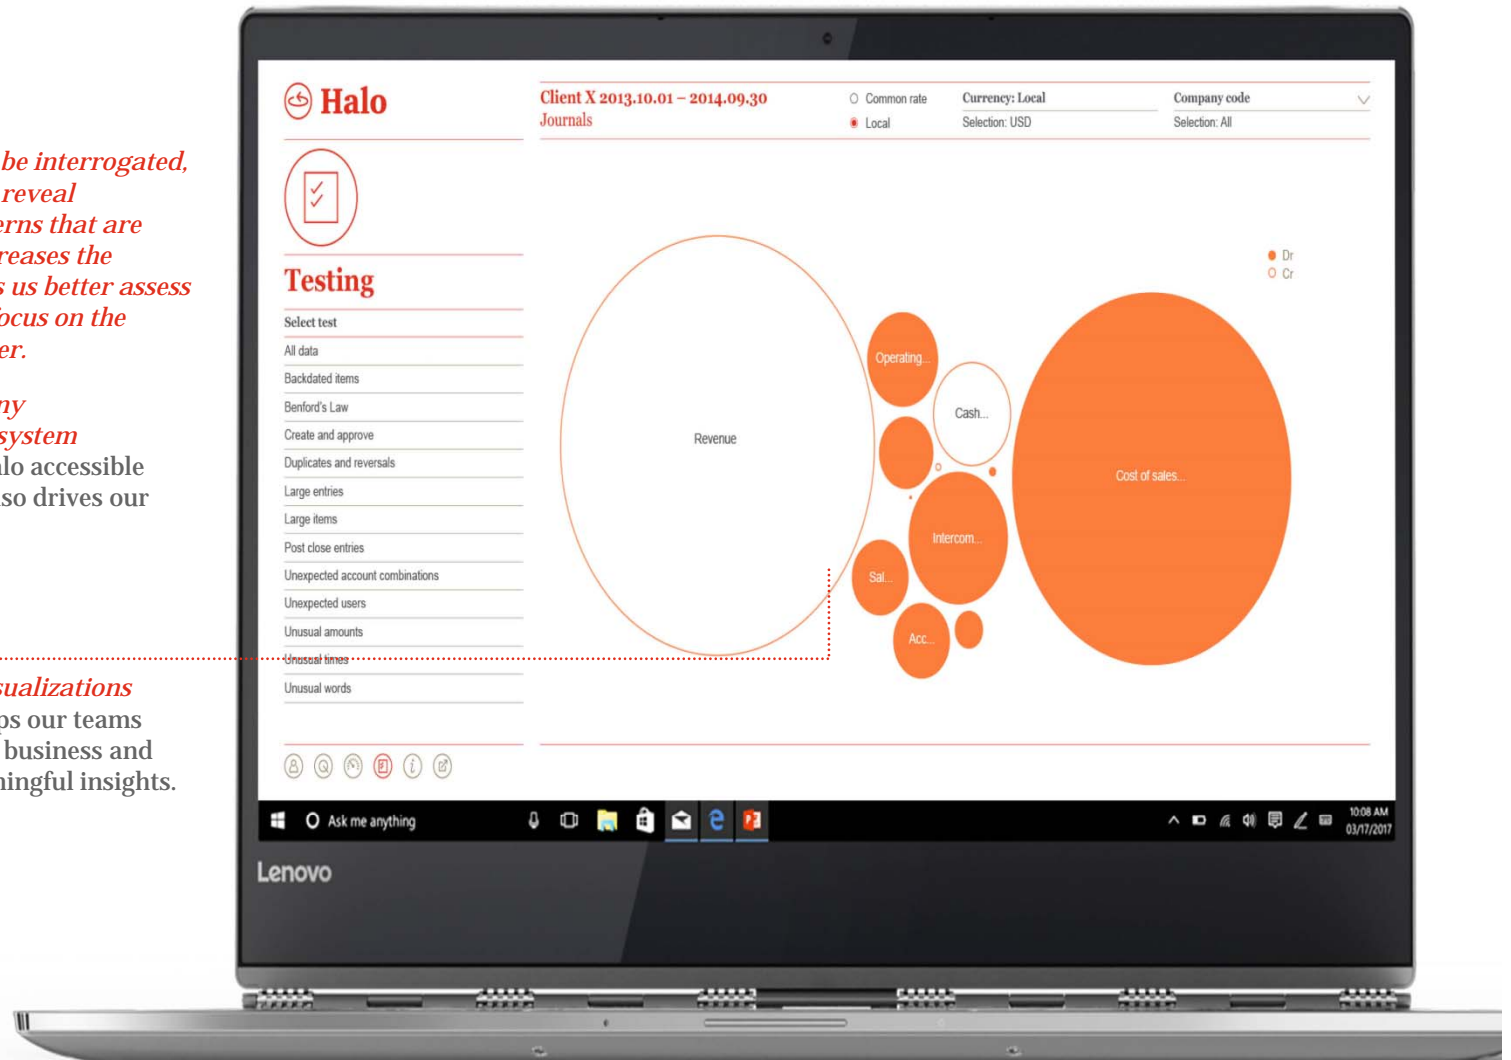 be interrogated,
reveal
erns that are
reases the
s us better assess
focus on the
er.
ny
system
alo accessible
lso drives our
sualizations
ps our teams
business and
ningful insights.
Halo
Client X 2013.10.01 – 2014.09.30
Journals
Common rate
Local
Currency: Local
Selection: USD
Company code
Selection: All
Testing
Select test
All data
Backdated items
Benford's Law
Create and approve
Duplicates and reversals
Large entries
Large items
Post close entries
Unexpected account combinations
Unexpected users
Unusual amounts
Unusual times
Unusual words
Dr
Cr
Revenue
Operating...
Cash...
Cost of sales...
Intercom...
Sal...
Acc...
Ask me anything
10:08 AM
03/17/2017
Lenovo